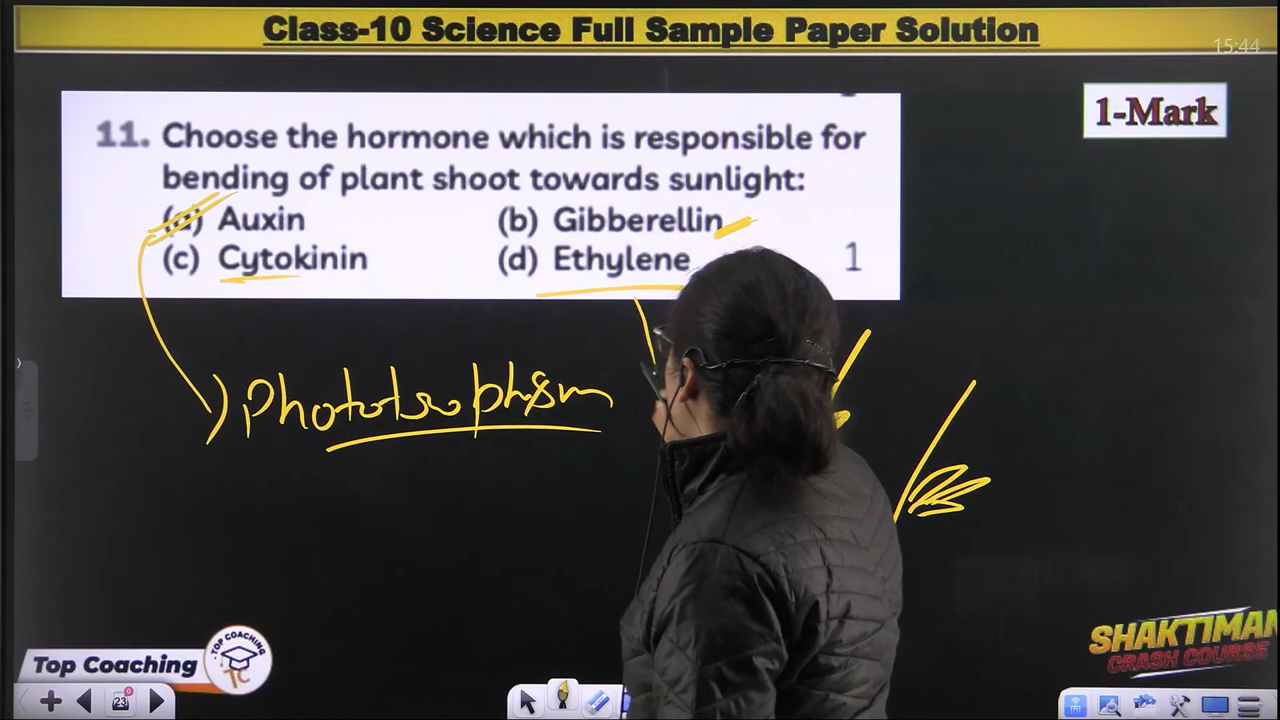 Class-10 Science Full Sample Paper Solution
15:44
1-Mark
11. Choose the hormone which is responsible for
bending of plant shoot towards sunlight:
(a) Auxin (b) Gibberellin
(c) Cytokinin (d) Ethylene 1
Top Coaching
TOP COACHING
TC
SHAKTIMAN
CRASH COURSE
23